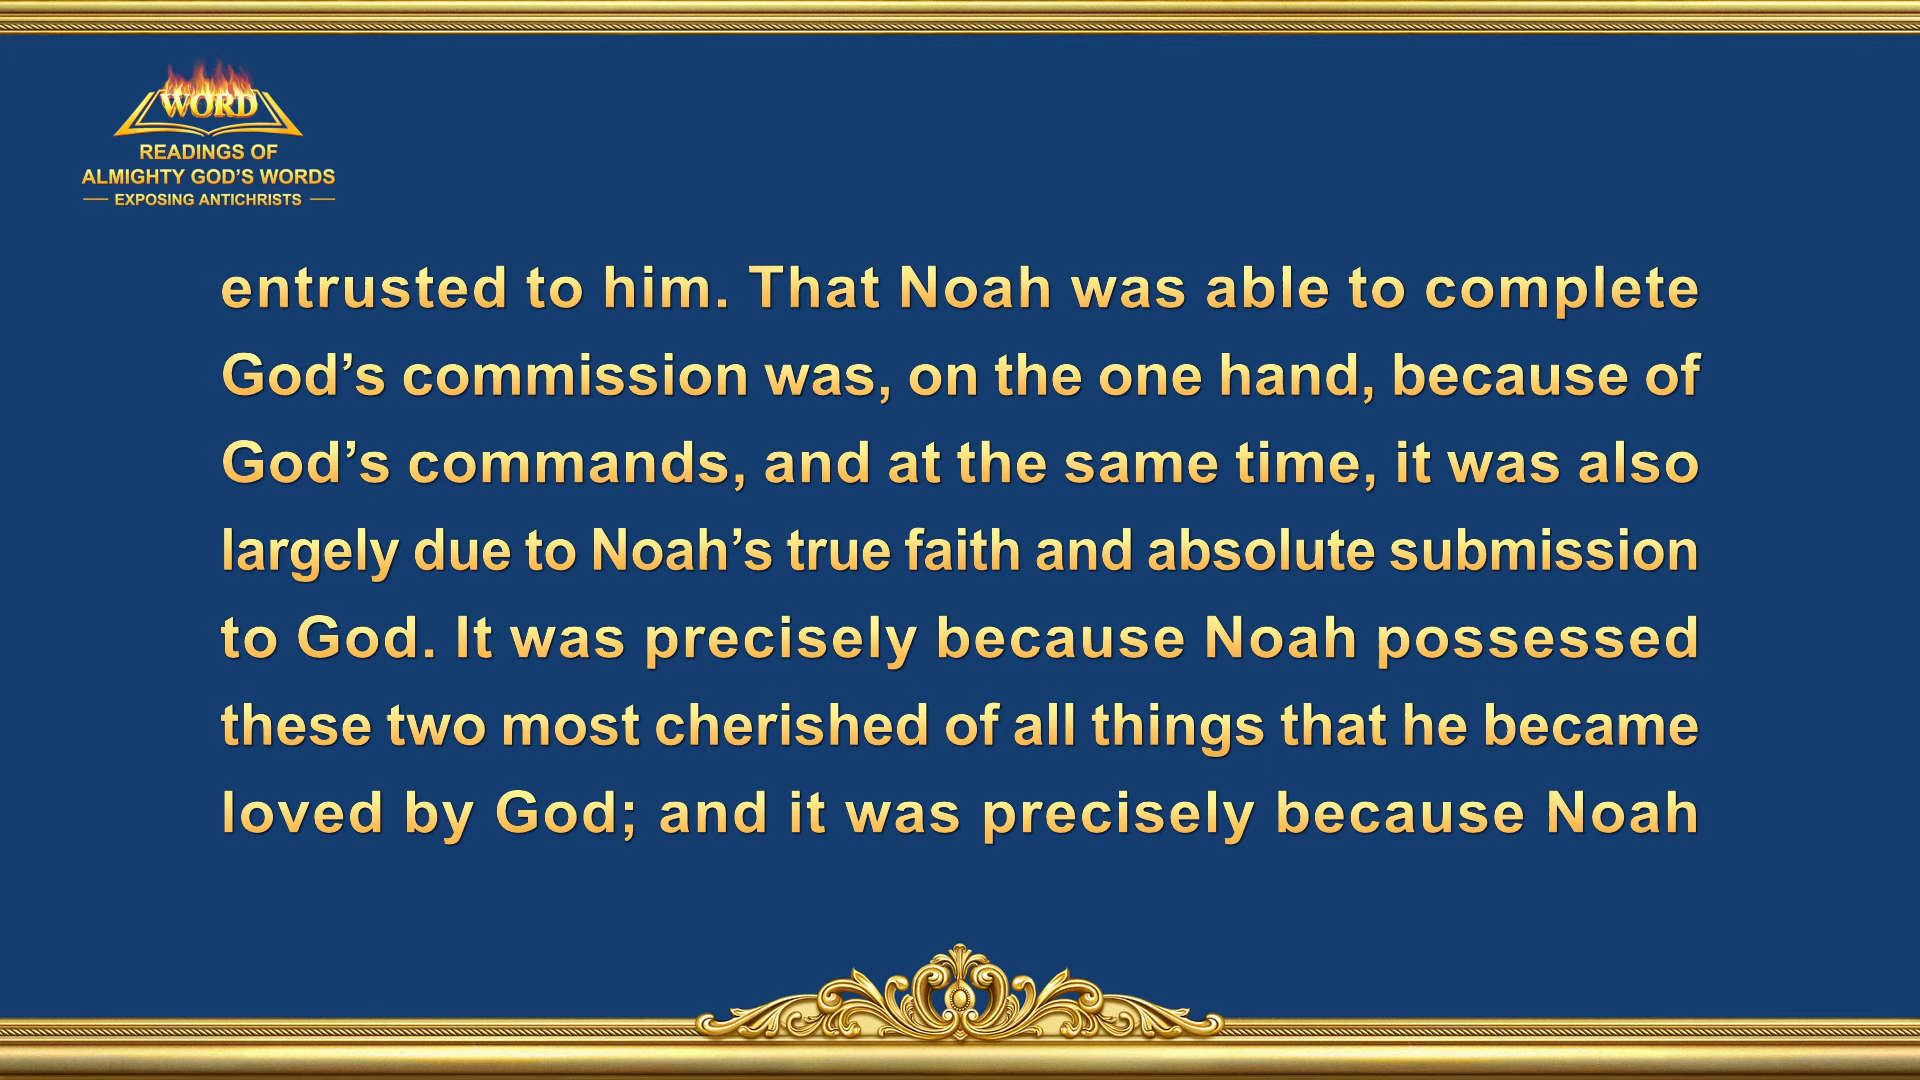 WORD
READINGS OF
ALMIGHTY GOD’S WORDS
EXPOSING ANTICHRISTS
entrusted to him. That Noah was able to complete
God’s commission was, on the one hand, because of
God’s commands, and at the same time, it was also
largely due to Noah’s true faith and absolute submission
to God. It was precisely because Noah possessed
these two most cherished of all things that he became
loved by God; and it was precisely because Noah